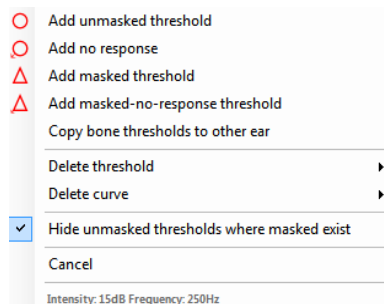 Add unmasked threshold
Add no response
Add masked threshold
Add masked-no-response threshold
Copy bone thresholds to other ear
Delete threshold
Delete curve
Hide unmasked thresholds where masked exist
Cancel
Intensity: 15dB Frequency: 250Hz